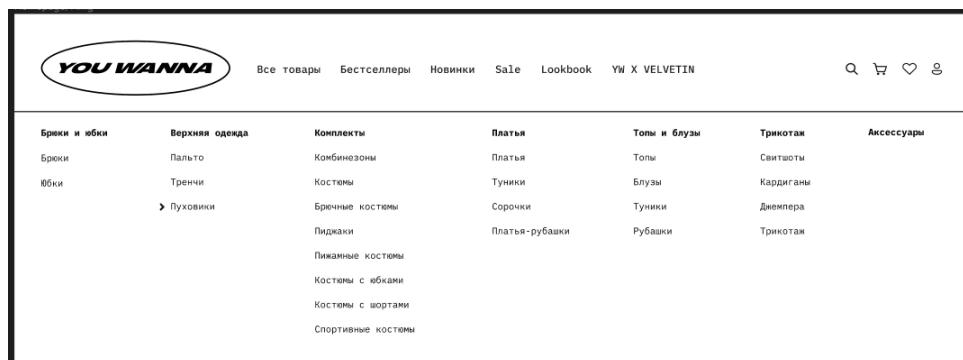 YOU WANNA
Все товары Бестселлеры Новинки Sale Lookbook YW X VELVETIN
Брюки и юбки
Брюки
Юбки
Верхняя одежда
Пальто
Тренчи
Пуховики
Комплекты
Комбинезоны
Костюмы
Брючные костюмы
Пиджаки
Пижамные костюмы
Костюмы с юбками
Костюмы с шортами
Спортивные костюмы
Платья
Платья
Туники
Сорочки
Платья-рубашки
Топы и блузы
Топы
Блузы
Туники
Рубашки
Трикотаж
Свитшоты
Кардиганы
Джемпера
Трикотаж
Аксессуары